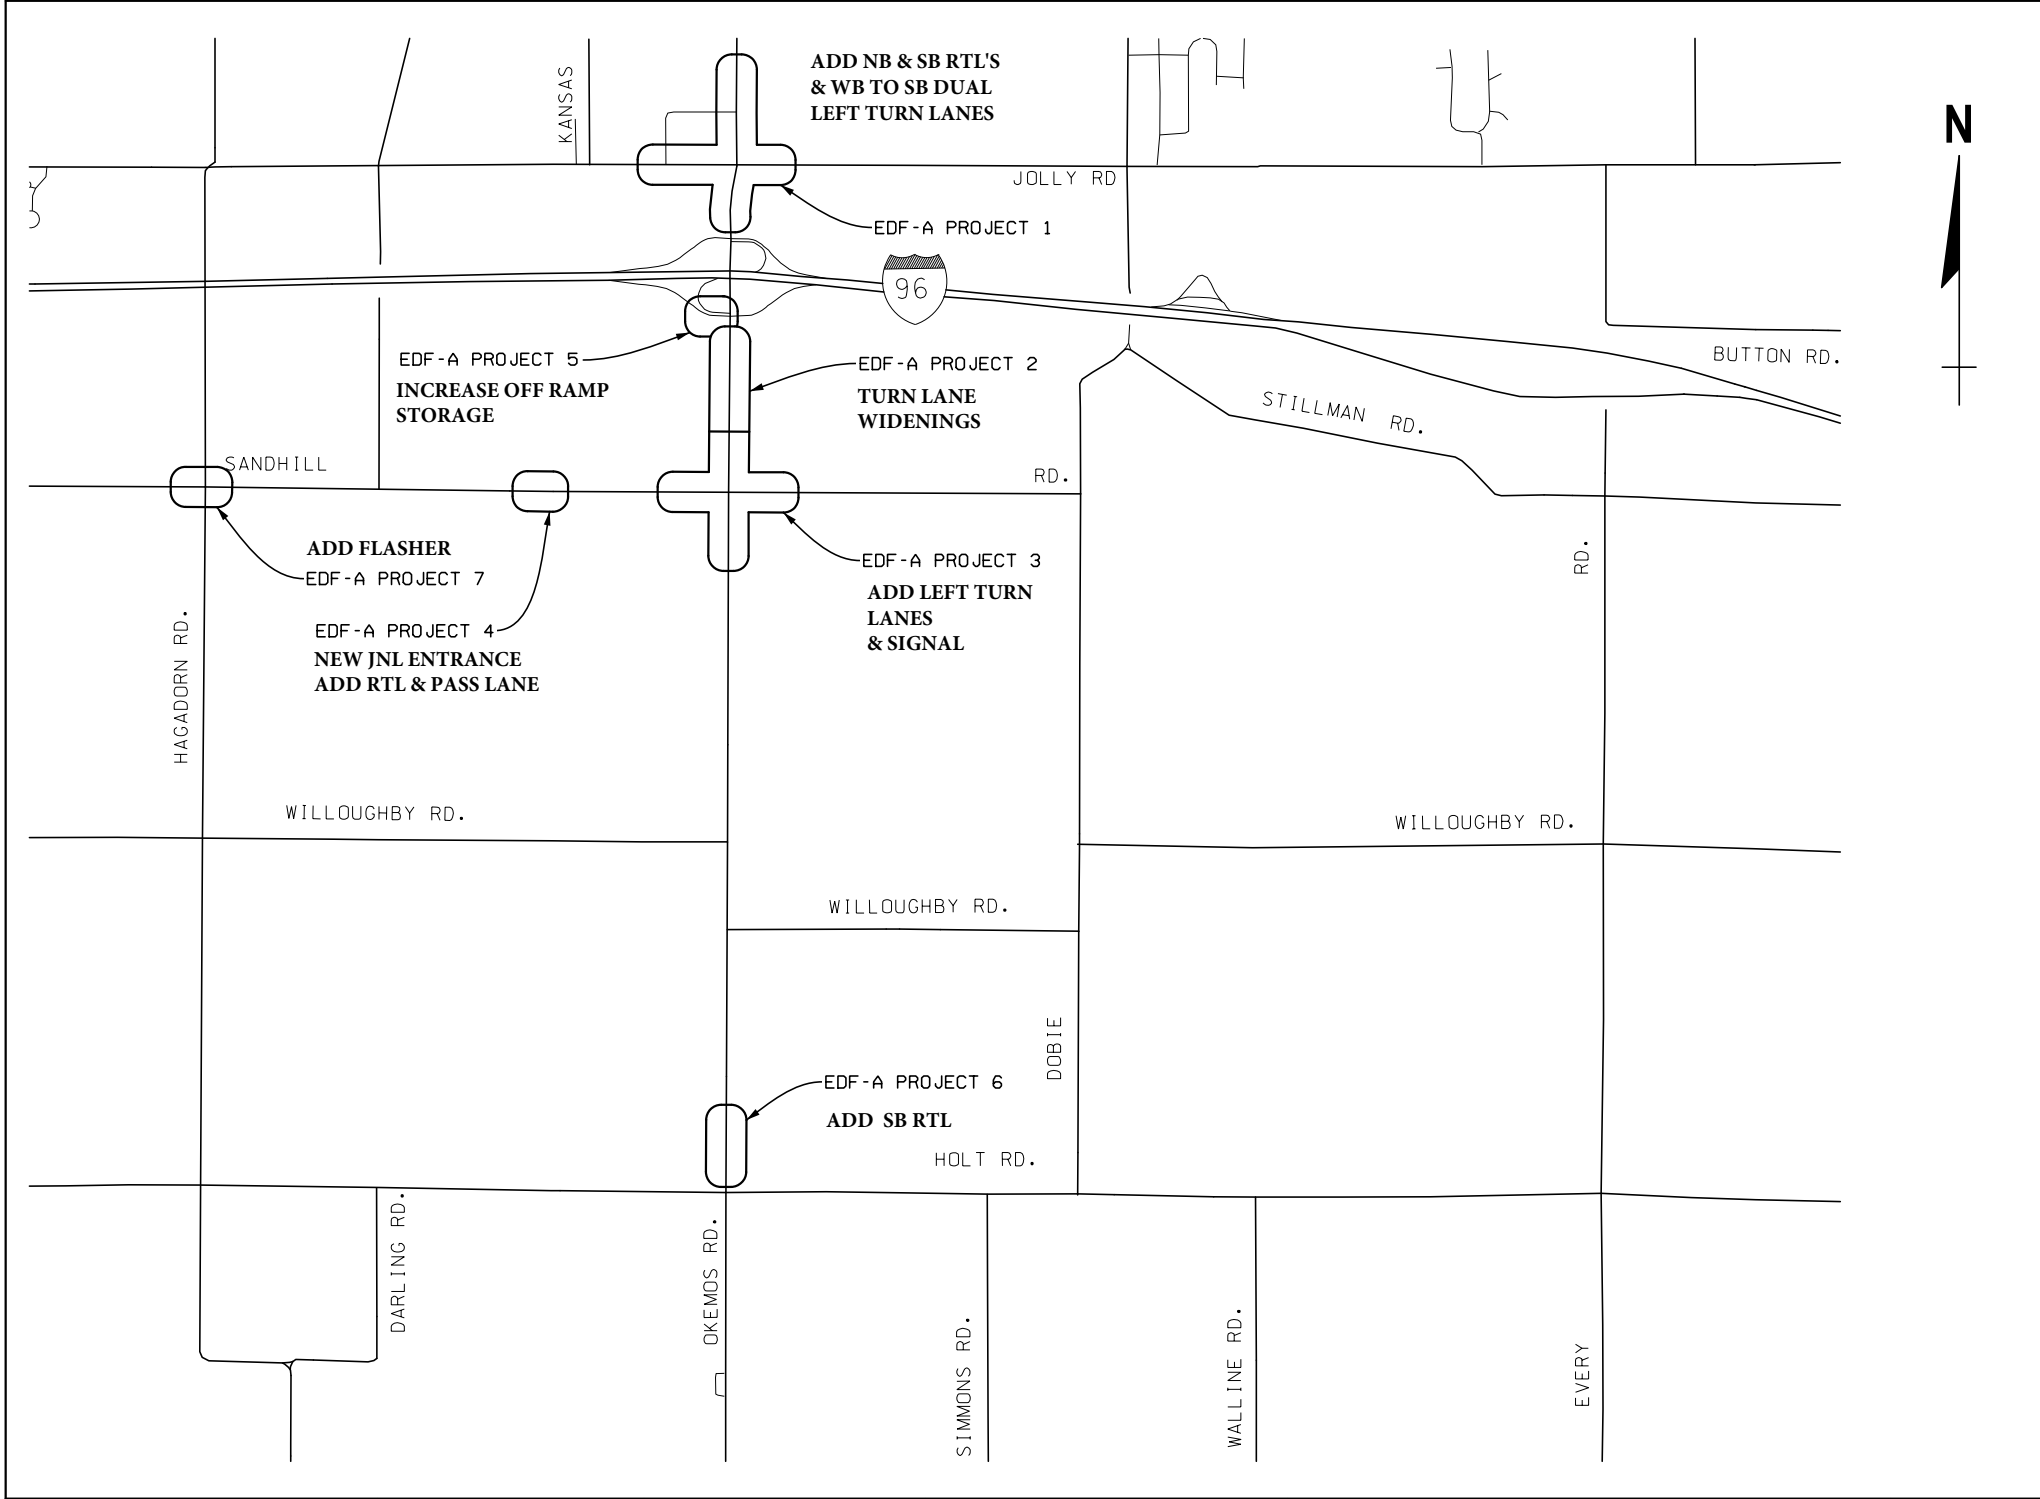 KANSAS
ADD NB & SB RTL'S
& WB TO SB DUAL
LEFT TURN LANES
N
JOLLY RD
EDF-A PROJECT 1
96
EDF-A PROJECT 5
INCREASE OFF RAMP
STORAGE
EDF-A PROJECT 2
TURN LANE
WIDENINGS
BUTTON RD.
STILLMAN RD.
SANDHILL
RD.
ADD FLASHER
EDF-A PROJECT 7
EDF-A PROJECT 3
ADD LEFT TURN
LANES
& SIGNAL
RD.
HAGADORN RD.
EDF-A PROJECT 4
NEW JNL ENTRANCE
ADD RTL & PASS LANE
WILLOUGHBY RD.
WILLOUGHBY RD.
WILLOUGHBY RD.
DOBIE
EDF-A PROJECT 6
ADD SB RTL
HOLT RD.
DARLING RD.
OKEMOS RD.
SIMMONS RD.
WALLINE RD.
EVERY